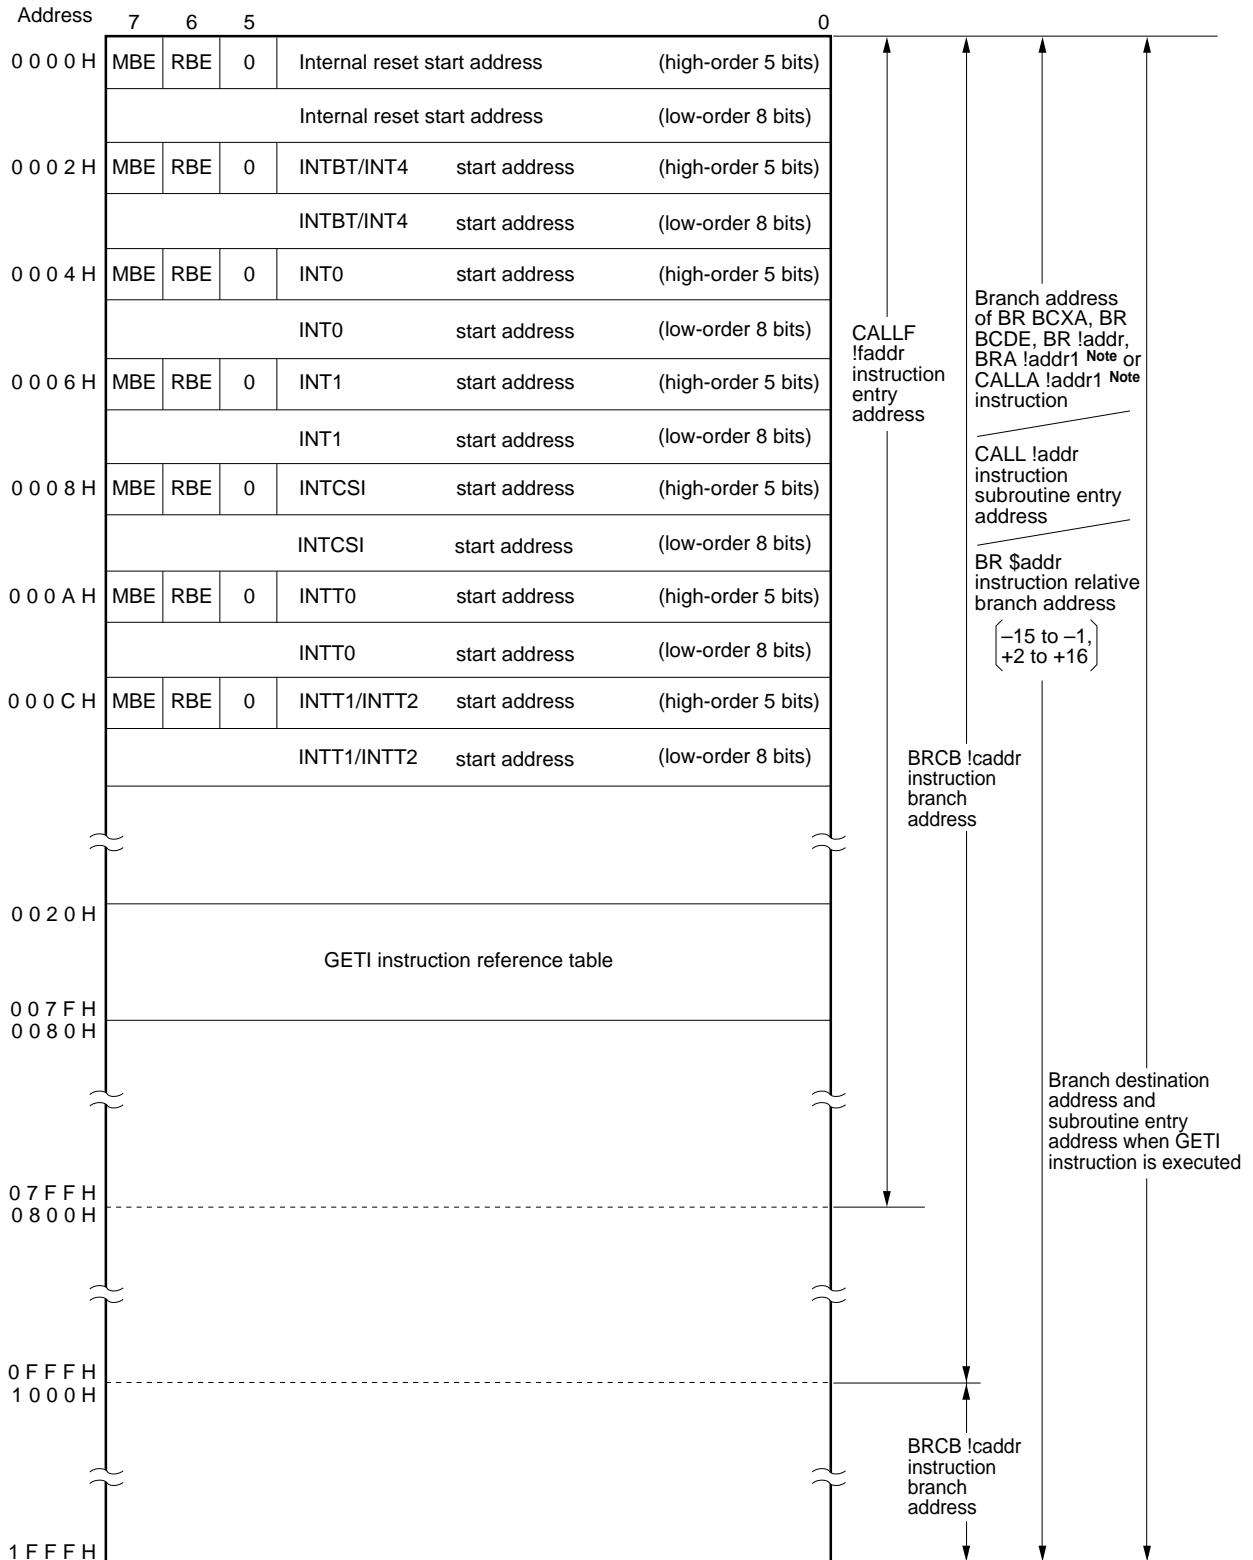 Address 7 6 5 0
0000H MBE RBE 0 Internal reset start address (high-order 5 bits)
Internal reset start address (low-order 8 bits)
0002H MBE RBE 0 INTBT/INT4 start address (high-order 5 bits)
INTBT/INT4 start address (low-order 8 bits)
0004H MBE RBE 0 INT0 start address (high-order 5 bits)
INT0 start address (low-order 8 bits)
0006H MBE RBE 0 INT1 start address (high-order 5 bits)
INT1 start address (low-order 8 bits)
0008H MBE RBE 0 INTCSI start address (high-order 5 bits)
INTCSI start address (low-order 8 bits)
000AH MBE RBE 0 INTT0 start address (high-order 5 bits)
INTT0 start address (low-order 8 bits)
000CH MBE RBE 0 INTT1/INTT2 start address (high-order 5 bits)
INTT1/INTT2 start address (low-order 8 bits)
0020H
GETI instruction reference table
007FH
0080H
07FFH
0800H
0FFFH
1000H
1FFFH
CALLF
!faddr
instruction
entry
address
BRCB !caddr
instruction
branch
address
BRCB !caddr
instruction
branch
address
Branch address
of BR BCXA, BR
BCDE, BR !addr,
BRA !addr1 Note or
CALLA !addr1 Note
instruction
CALL !addr
instruction
subroutine entry
address
BR $addr
instruction relative
branch address
–15 to –1,
+2 to +16
Branch destination
address and
subroutine entry
address when GETI
instruction is executed